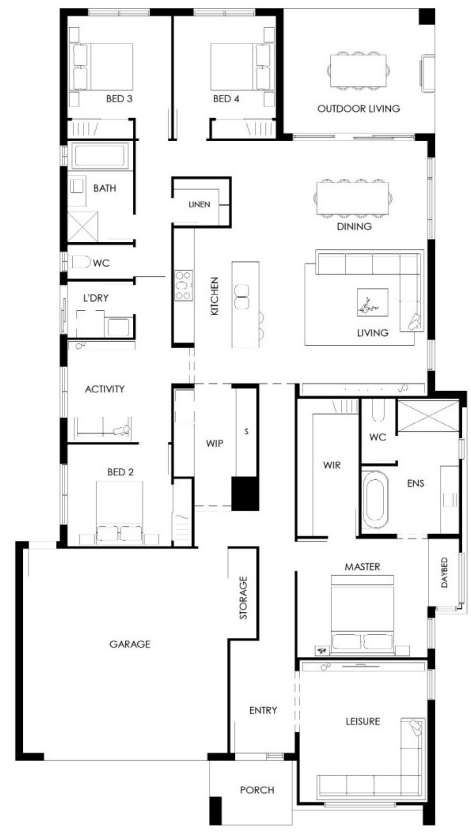 BED 3
BED 4
OUTDOOR LIVING
BATH
LINEN
DINING
WC
KITCHEN
L'DRY
LIVING
ACTIVITY
WIP
S
WC
WIR
BED 2
ENS
MASTER
DAYBED
STORAGE
GARAGE
ENTRY
LEISURE
PORCH